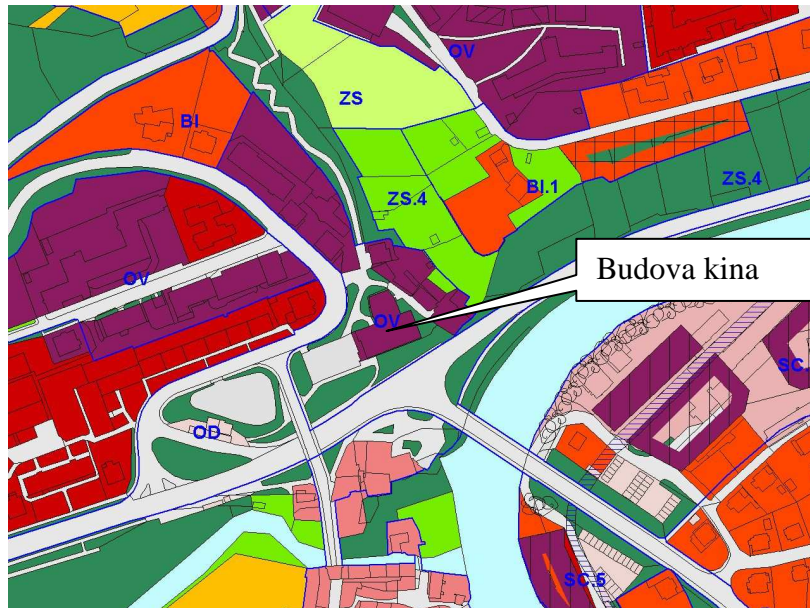 OV
ZS
BI
ZS.4
BI.1
ZS.4
OV
Budova kina
OV
SC.
OD
SC.5